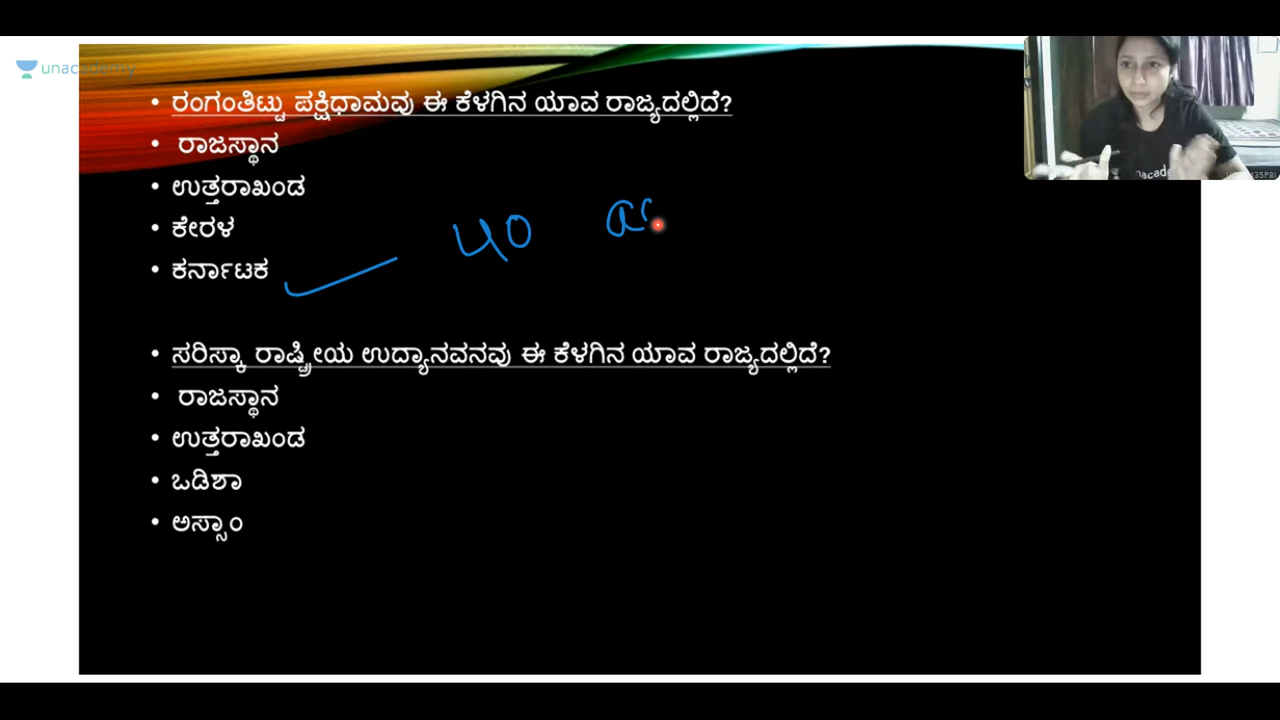 unacademy
ರಂಗಂತಿಟ್ಟು ಪಕ್ಷಿಧಾಮವು ಈ ಕೆಳಗಿನ ಯಾವ ರಾಜ್ಯದಲ್ಲಿದೆ?
ರಾಜಸ್ಥಾನ
ಉತ್ತರಾಖಂಡ
ಕೇರಳ
ಕರ್ನಾಟಕ
40
ಸರಿಸ್ಕಾ ರಾಷ್ಟ್ರೀಯ ಉದ್ಯಾನವನವು ಈ ಕೆಳಗಿನ ಯಾವ ರಾಜ್ಯದಲ್ಲಿದೆ?
ರಾಜಸ್ಥಾನ
ಉತ್ತರಾಖಂಡ
ಒಡಿಶಾ
ಅಸ್ಸಾಂ